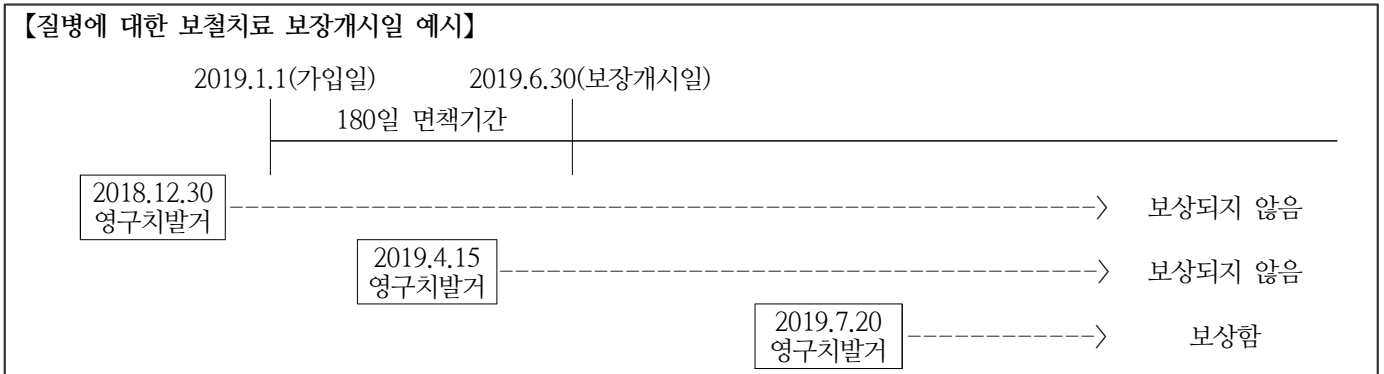 【질병에 대한 보철치료 보장개시일 예시】
2019.1.1(가입일) 2019.6.30(보장개시일)
180일 면책기간
2018.12.30
영구치발거
보상되지 않음
2019.4.15
영구치발거
보상되지 않음
2019.7.20
영구치발거
보상함